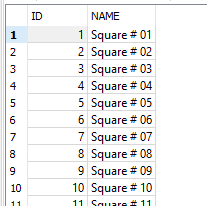 ID NAME
1 1 Square # 01
2 2 Square # 02
3 3 Square # 03
4 4 Square # 04
5 5 Square # 05
6 6 Square # 06
7 7 Square # 07
8 8 Square # 08
9 9 Square # 09
10 10 Square # 10
11 11 Square # 11